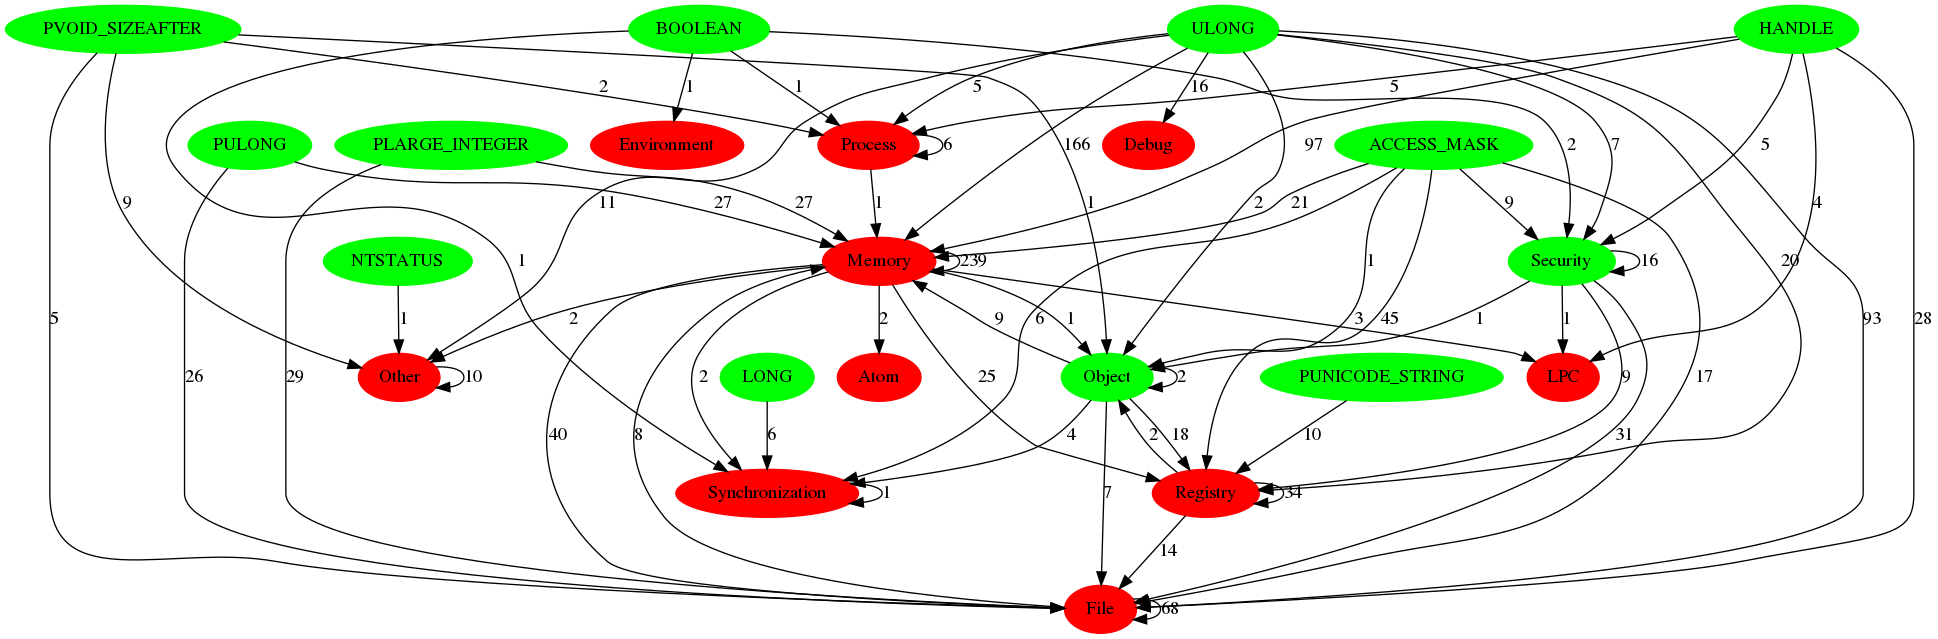 PVOID_SIZEAFTER
BOOLEAN
ULONG
HANDLE
2
1
1
5
16
5
PULONG
PLARGE_INTEGER
Environment
Process
6
Debug
166
97
ACCESS_MASK
2
7
5
9
11
27
27
1
1
2
21
9
4
NTSTATUS
1
Memory
239
1
Security
16
20
5
1
2
2
9
1
6
3
45
1
1
93
28
26
29
Other
10
LONG
Atom
Object
2
PUNICODE_STRING
LPC
9
17
40
8
2
6
25
4
2
18
10
31
Synchronization
1
7
Registry
34
14
File
68